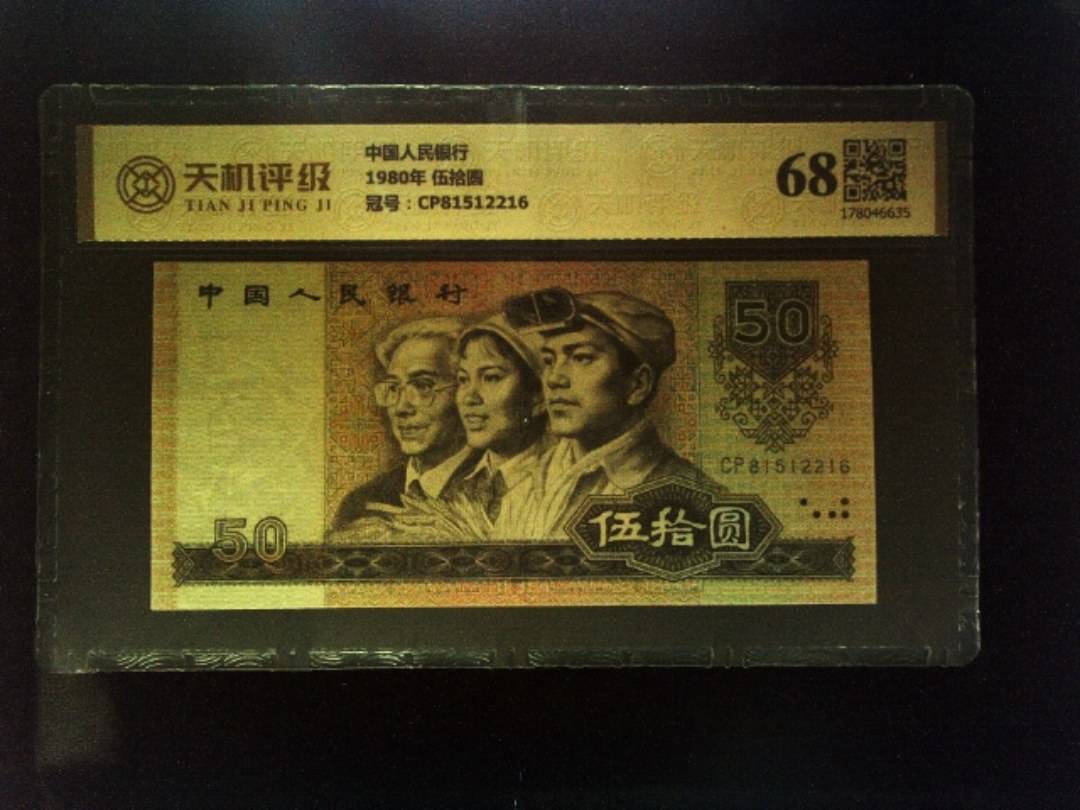 天机评级
TIAN JI PING JI
中国人民银行
1980年 伍拾圆
冠号：CP81512216
68
178046635
中国人民银行
50
CP81512216
50
伍拾圆